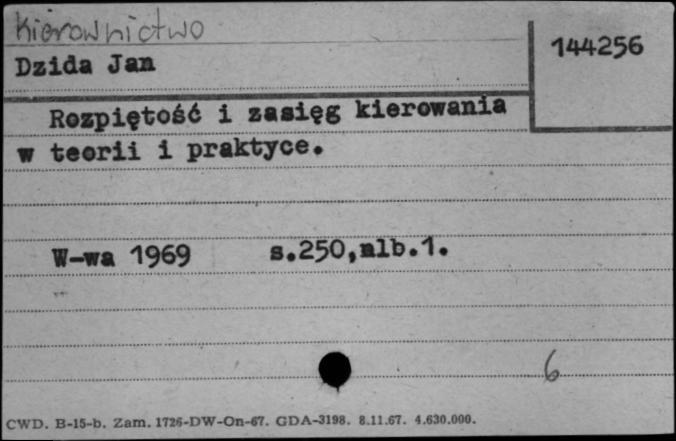 Kierownictwo
144256
Dzida Jan
Rozpiętość i zasięg kierowania
w teorii i praktyce.
W-wa 1969 s.250,nlb.1.
6
CWD. B-15-b. Zam. 1726-DW-On-67. GDA-3198. 8.11.67. 4.630.000.